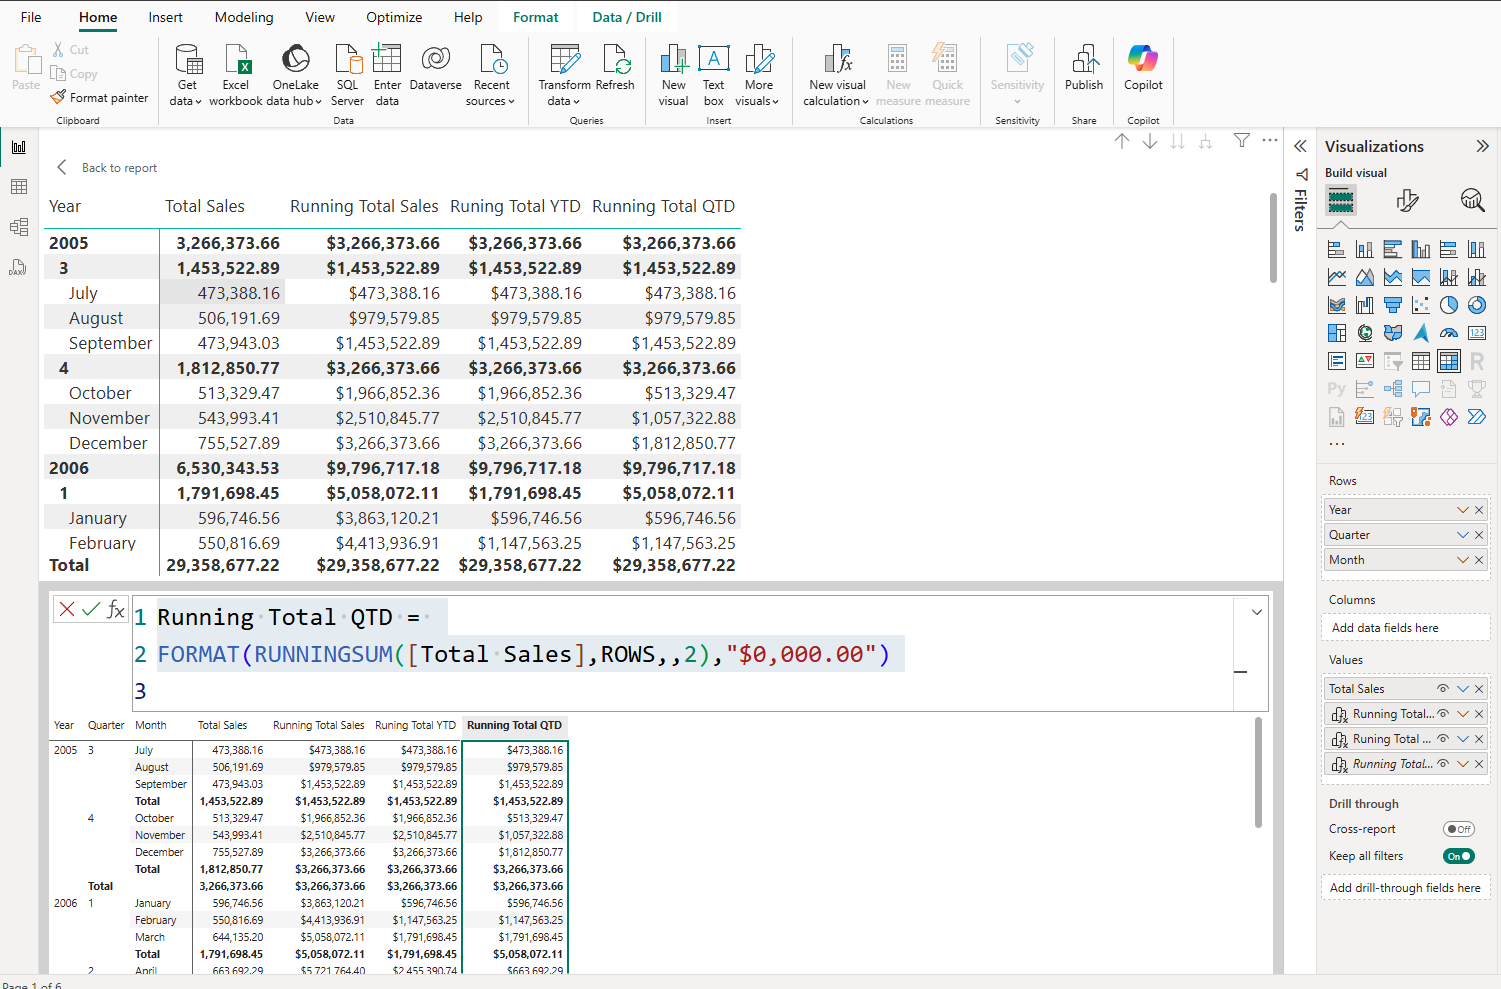 File Home Insert Modeling View Optimize Help Format Data / Drill
Paste
Cut
Copy
Format painter
Clipboard
Get data
Excel workbook
OneLake data hub
SQL Server
Enter data
Dataverse
Recent sources
Data
Transform data
Refresh
Queries
New visual
Text box
More visuals
Insert
New visual calculation
New measure
Quick measure
Calculations
Sensitivity
Sensitivity
Publish
Share
Copilot
Copilot
Back to report
Year Total Sales Running Total Sales Runing Total YTD Running Total QTD
2005 3,266,373.66 $3,266,373.66 $3,266,373.66 $3,266,373.66
3 1,453,522.89 $1,453,522.89 $1,453,522.89 $1,453,522.89
July 473,388.16 $473,388.16 $473,388.16 $473,388.16
August 506,191.69 $979,579.85 $979,579.85 $979,579.85
September 473,943.03 $1,453,522.89 $1,453,522.89 $1,453,522.89
4 1,812,850.77 $3,266,373.66 $3,266,373.66 $3,266,373.66
October 513,329.47 $1,966,852.36 $1,966,852.36 $513,329.47
November 543,993.41 $2,510,845.77 $2,510,845.77 $1,057,322.88
December 755,527.89 $3,266,373.66 $3,266,373.66 $1,812,850.77
2006 6,530,343.53 $9,796,717.18 $9,796,717.18 $9,796,717.18
1 1,791,698.45 $5,058,072.11 $1,791,698.45 $5,058,072.11
January 596,746.56 $3,863,120.21 $596,746.56 $596,746.56
February 550,816.69 $4,413,936.91 $1,147,563.25 $1,147,563.25
Total 29,358,677.22 $29,358,677.22 $29,358,677.22 $29,358,677.22
1 Running Total QTD =
2 FORMAT(RUNNINGSUM([Total Sales],ROWS,,2),"$0,000.00")
3
Year Quarter Month Total Sales Running Total Sales Runing Total YTD Running Total QTD
2005 3 July 473,388.16 $473,388.16 $473,388.16 $473,388.16
August 506,191.69 $979,579.85 $979,579.85 $979,579.85
September 473,943.03 $1,453,522.89 $1,453,522.89 $1,453,522.89
Total 1,453,522.89 $1,453,522.89 $1,453,522.89 $1,453,522.89
4 October 513,329.47 $1,966,852.36 $1,966,852.36 $513,329.47
November 543,993.41 $2,510,845.77 $2,510,845.77 $1,057,322.88
December 755,527.89 $3,266,373.66 $3,266,373.66 $1,812,850.77
Total 1,812,850.77 $3,266,373.66 $3,266,373.66 $3,266,373.66
Total 3,266,373.66 $3,266,373.66 $3,266,373.66 $3,266,373.66
2006 1 January 596,746.56 $3,863,120.21 $596,746.56 $596,746.56
February 550,816.69 $4,413,936.91 $1,147,563.25 $1,147,563.25
March 644,135.20 $5,058,072.11 $1,791,698.45 $1,791,698.45
Total 1,791,698.45 $5,058,072.11 $1,791,698.45 $5,058,072.11
2 April 663,692.29 $5,721,764.40 $2,455,390.74 $663,692.29
Page 1 of 6
Filters
Visualizations
Build visual
Rows
Year
Quarter
Month
Columns
Add data fields here
Values
Total Sales
Running Total...
Runing Total ...
Running Total...
Drill through
Cross-report Off
Keep all filters On
Add drill-through fields here